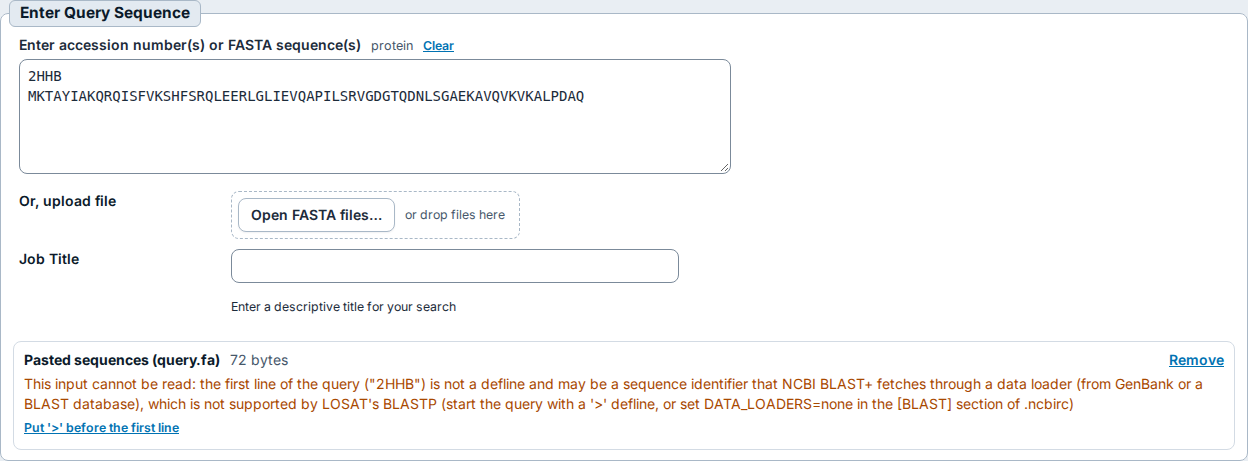 Enter Query Sequence
Enter accession number(s) or FASTA sequence(s) protein Clear
2HHB
MKTAYIAKQRQISFVKSHFSRQLEERLGLIEVQAPILSRVGDGTQDNLSGAEKAVQVKVKALPDAQ
Or, upload file
Open FASTA files... or drop files here
Job Title
Enter a descriptive title for your search
Pasted sequences (query.fa) 72 bytes Remove
This input cannot be read: the first line of the query ("2HHB") is not a defline and may be a sequence identifier that NCBI BLAST+ fetches through a data loader (from GenBank or a
BLAST database), which is not supported by LOSAT's BLASTP (start the query with a '>' defline, or set DATA_LOADERS=none in the [BLAST] section of .ncbirc)
Put '>' before the first line